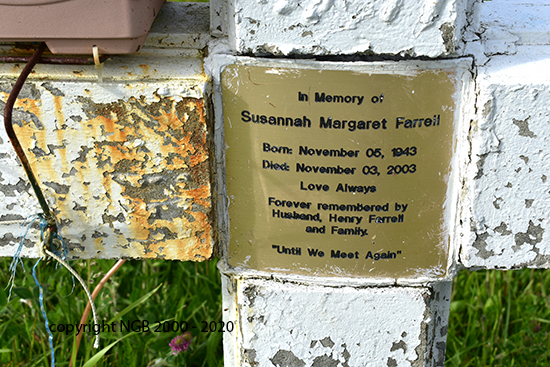 In Memory of
Susannah Margaret Farrell
Born: November 05, 1943
Died: November 03, 2003
Love Always
Forever remembered by
Husband, Henry Farrell
and Family.
"Until We Meet Again"
copyright NGB 2000 - 2020